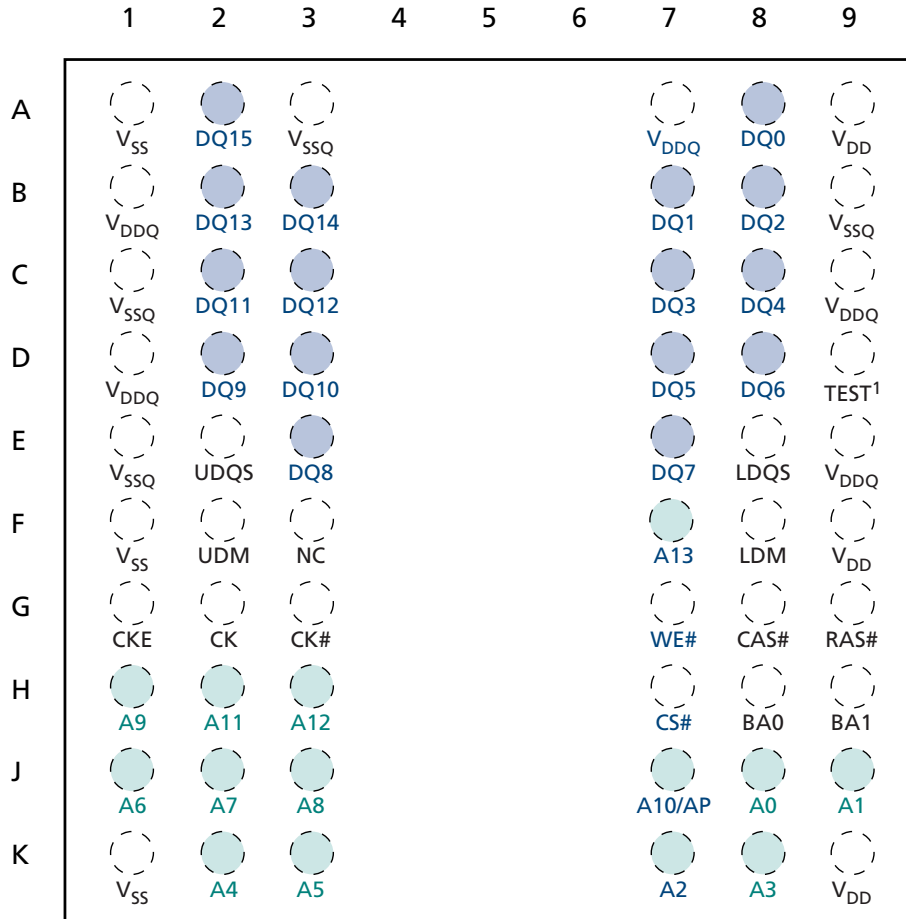 1 2 3 4 5 6 7 8 9
A
VSS DQ15 VSSQ VDDQ DQ0 VDD
B
VDDQ DQ13 DQ14 DQ1 DQ2 VSSQ
C
VSSQ DQ11 DQ12 DQ3 DQ4 VDDQ
D
VDDQ DQ9 DQ10 DQ5 DQ6 TEST1
E
VSSQ UDQS DQ8 DQ7 LDQS VDDQ
F
VSS UDM NC A13 LDM VDD
G
CKE CK CK# WE# CAS# RAS#
H
A9 A11 A12 CS# BA0 BA1
J
A6 A7 A8 A10/AP A0 A1
K
VSS A4 A5 A2 A3 VDD